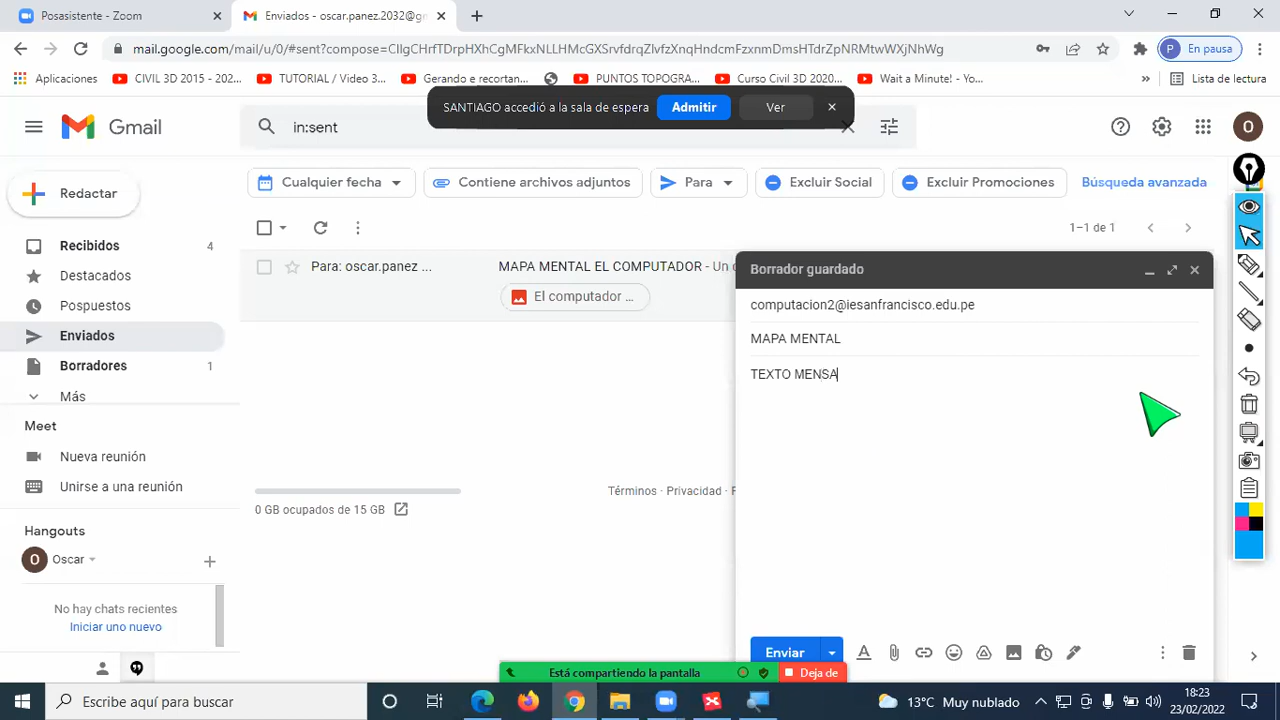 Posasistente - Zoom
Enviados - oscar.panez.2032@gm
mail.google.com/mail/u/0/#sent?compose=CllgCHrfTDrpHXhCgMFkxNLLHMcGXSrvfdrqZlvfzXnqHndcmFzxnmDmsHTdrZpNRMtwWXjNhWg
En pausa
Aplicaciones
CIVIL 3D 2015 - 202...
TUTORIAL / Video 3...
Gerando e recortan...
PUNTOS TOPOGRA...
Curso Civil 3D 2020...
Wait a Minute! - Yo...
Lista de lectura
SANTIAGO accedió a la sala de espera
Admitir
Ver
Gmail
in:sent
O
Redactar
Cualquier fecha
Contiene archivos adjuntos
Para
Excluir Social
Excluir Promociones
Búsqueda avanzada
1–1 de 1
Recibidos 4
Destacados
Pospuestos
Enviados
Borradores 1
Más
Para: oscar.panez ...
MAPA MENTAL EL COMPUTADOR - Un c
El computador ...
Borrador guardado
computacion2@iesanfrancisco.edu.pe
MAPA MENTAL
TEXTO MENSA
Meet
Nueva reunión
Unirse a una reunión
Términos · Privacidad ·
0 GB ocupados de 15 GB
Hangouts
O
Oscar
No hay chats recientes
Iniciar uno nuevo
Enviar
Está compartiendo la pantalla
Deja de
Escribe aquí para buscar
13°C Muy nublado
18:23
23/02/2022